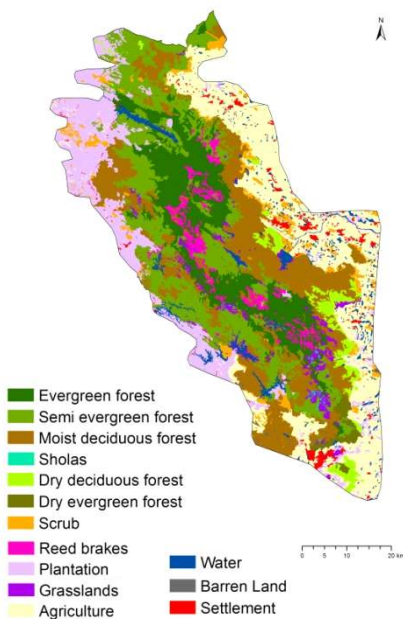 N
Evergreen forest
Semi evergreen forest
Moist deciduous forest
Sholas
Dry deciduous forest
Dry evergreen forest
Scrub
Reed brakes
Plantation
Grasslands
Agriculture
Water
Barren Land
Settlement
0 5 10 20 km